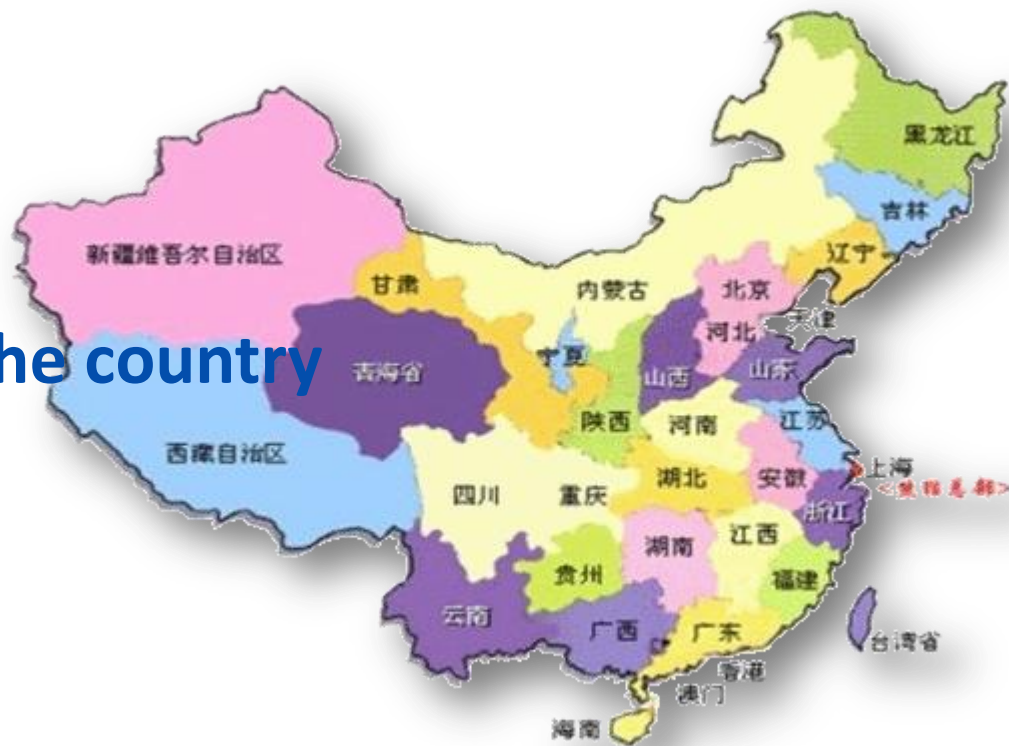 黑龙江
吉林
辽宁
新疆维吾尔自治区
甘肃
内蒙古
北京
天津
河北
he country
青海省
宁夏
山西
山东
陕西
河南
江苏
西藏自治区
四川
重庆
湖北
安徽
上海
浙江
湖南
江西
贵州
福建
云南
广西
广东
台湾省
香港
澳门
海南